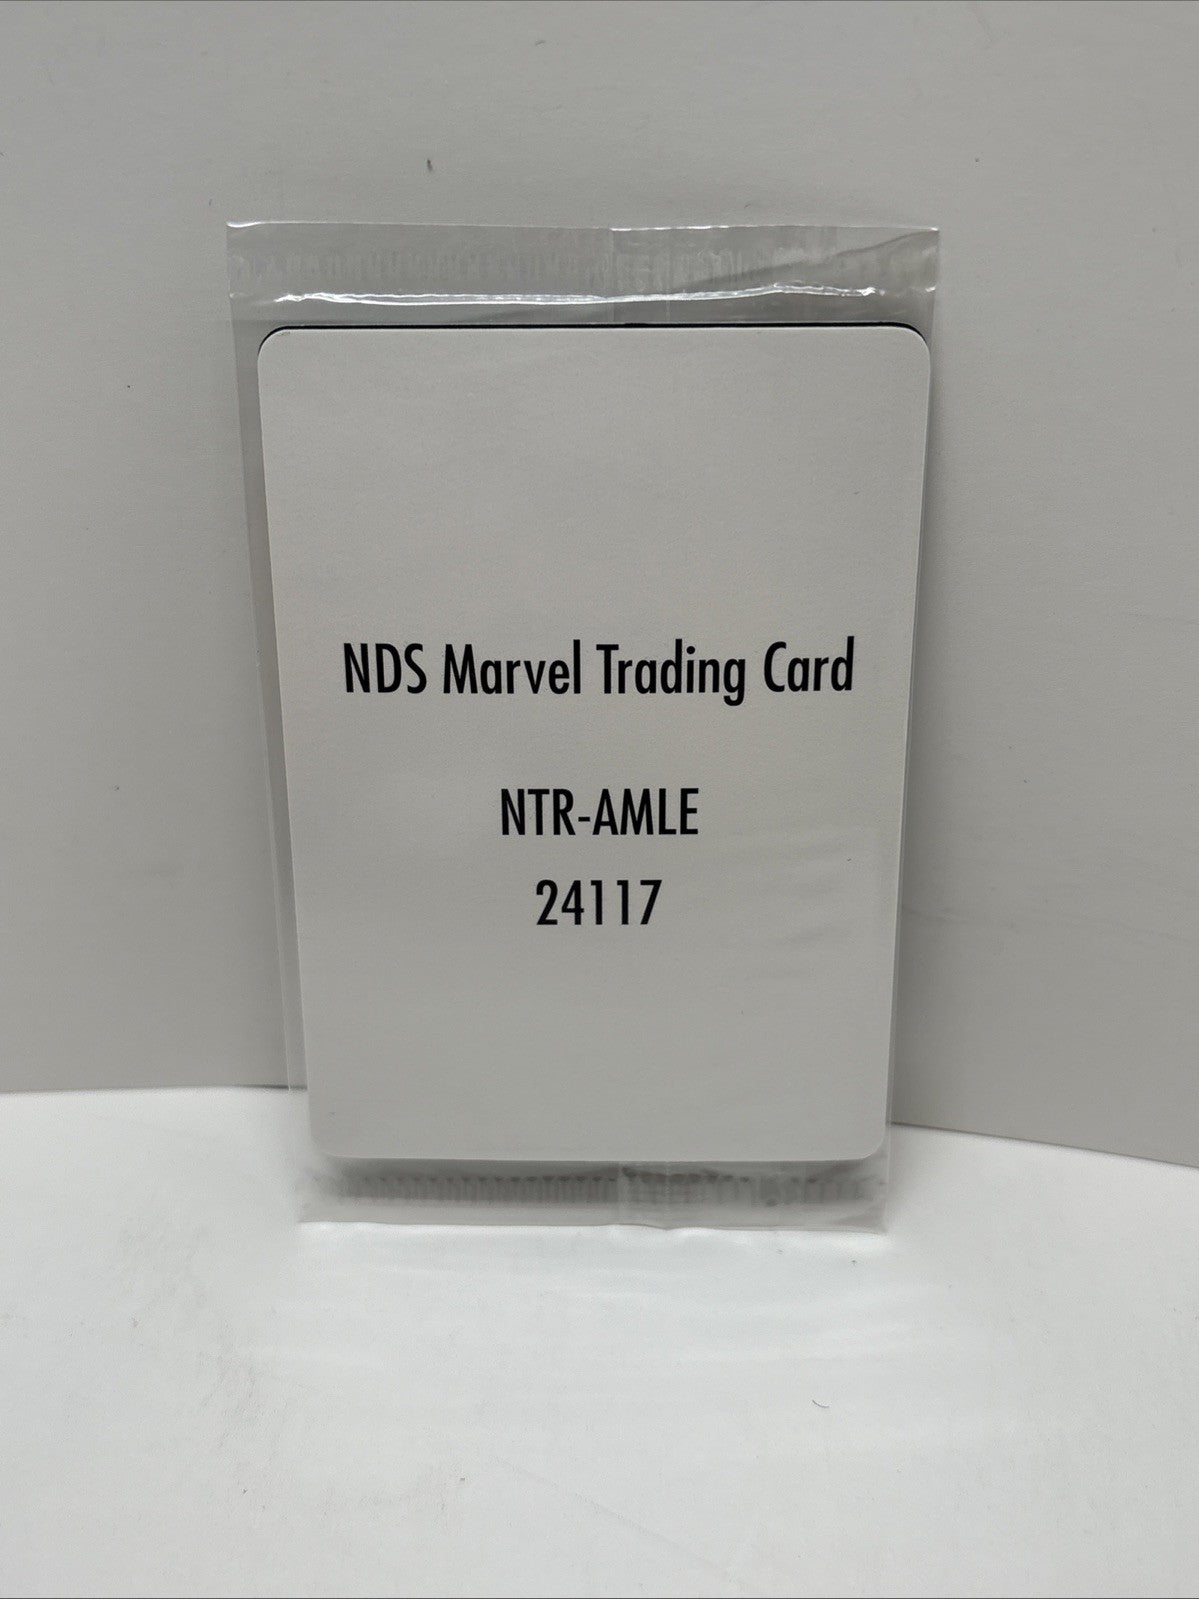 NDS Marvel Trading Card
NTR-AMLE
24117